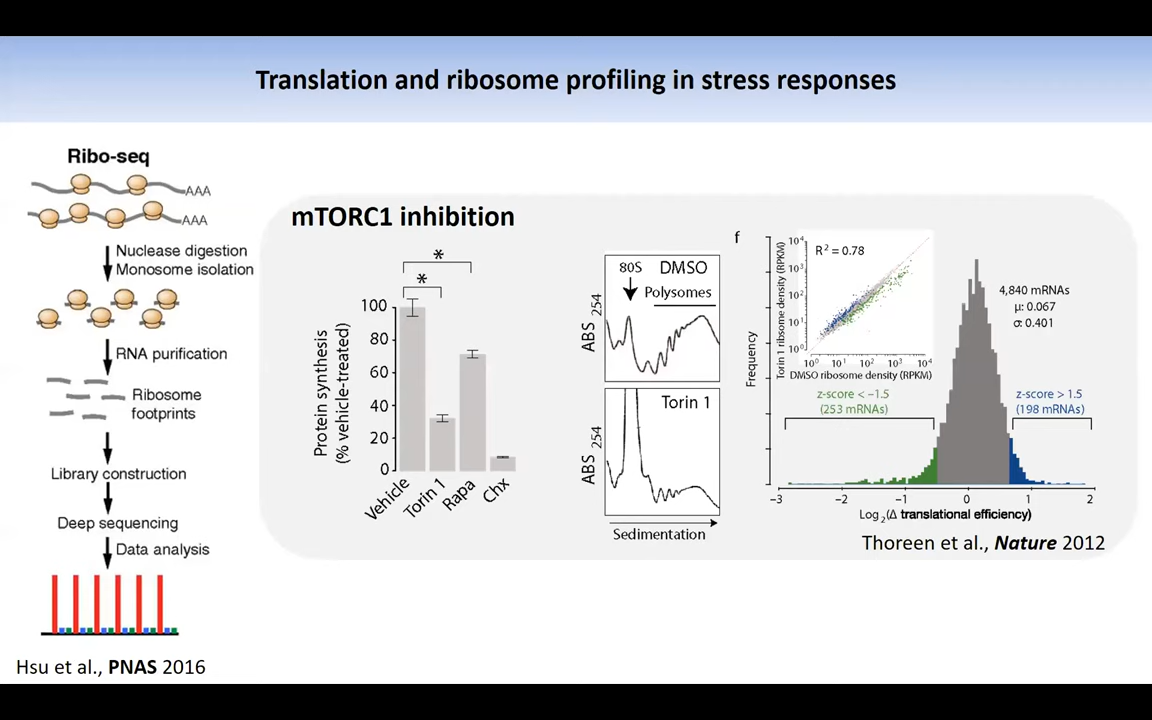 Translation and ribosome profiling in stress responses
Ribo-seq
AAA
AAA
Nuclease digestion
Monosome isolation
RNA purification
Ribosome
footprints
Library construction
Deep sequencing
Data analysis
Hsu et al., PNAS 2016
mTORC1 inhibition
Protein synthesis
(% vehicle-treated)
100
80
60
40
20
0
*
*
Vehicle
Torin 1
Rapa
Chx
ABS 254
80S
DMSO
Polysomes
ABS 254
Torin 1
Sedimentation
f
Frequency
Torin 1 ribsome density (RPKM)
10⁴
10³
10²
10¹
10⁰
R² = 0.78
10⁰ 10¹ 10² 10³ 10⁴
DMSO ribosome density (RPKM)
4,840 mRNAs
μ: 0.067
σ: 0.401
z-score < −1.5
(253 mRNAs)
z-score > 1.5
(198 mRNAs)
−3 −2 −1 0 1 2
Log₂(Δ translational efficiency)
Thoreen et al., Nature 2012